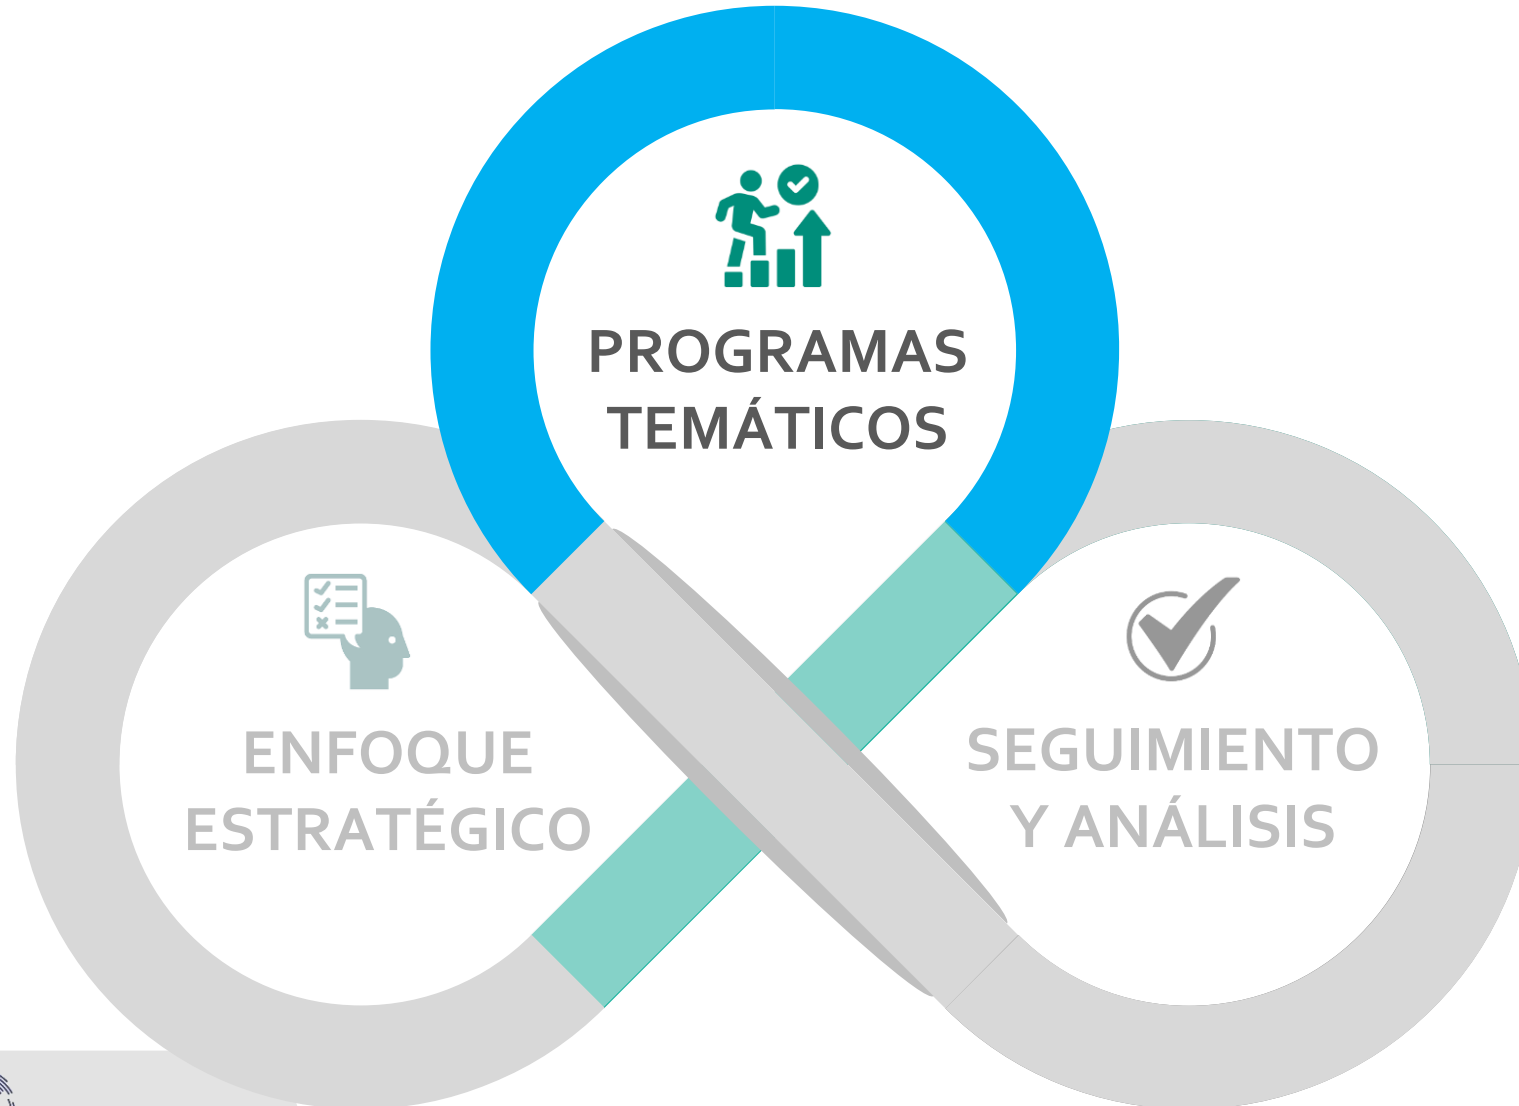 PROGRAMAS
TEMÁTICOS
ENFOQUE
ESTRATÉGICO
SEGUIMIENTO
Y ANÁLISIS